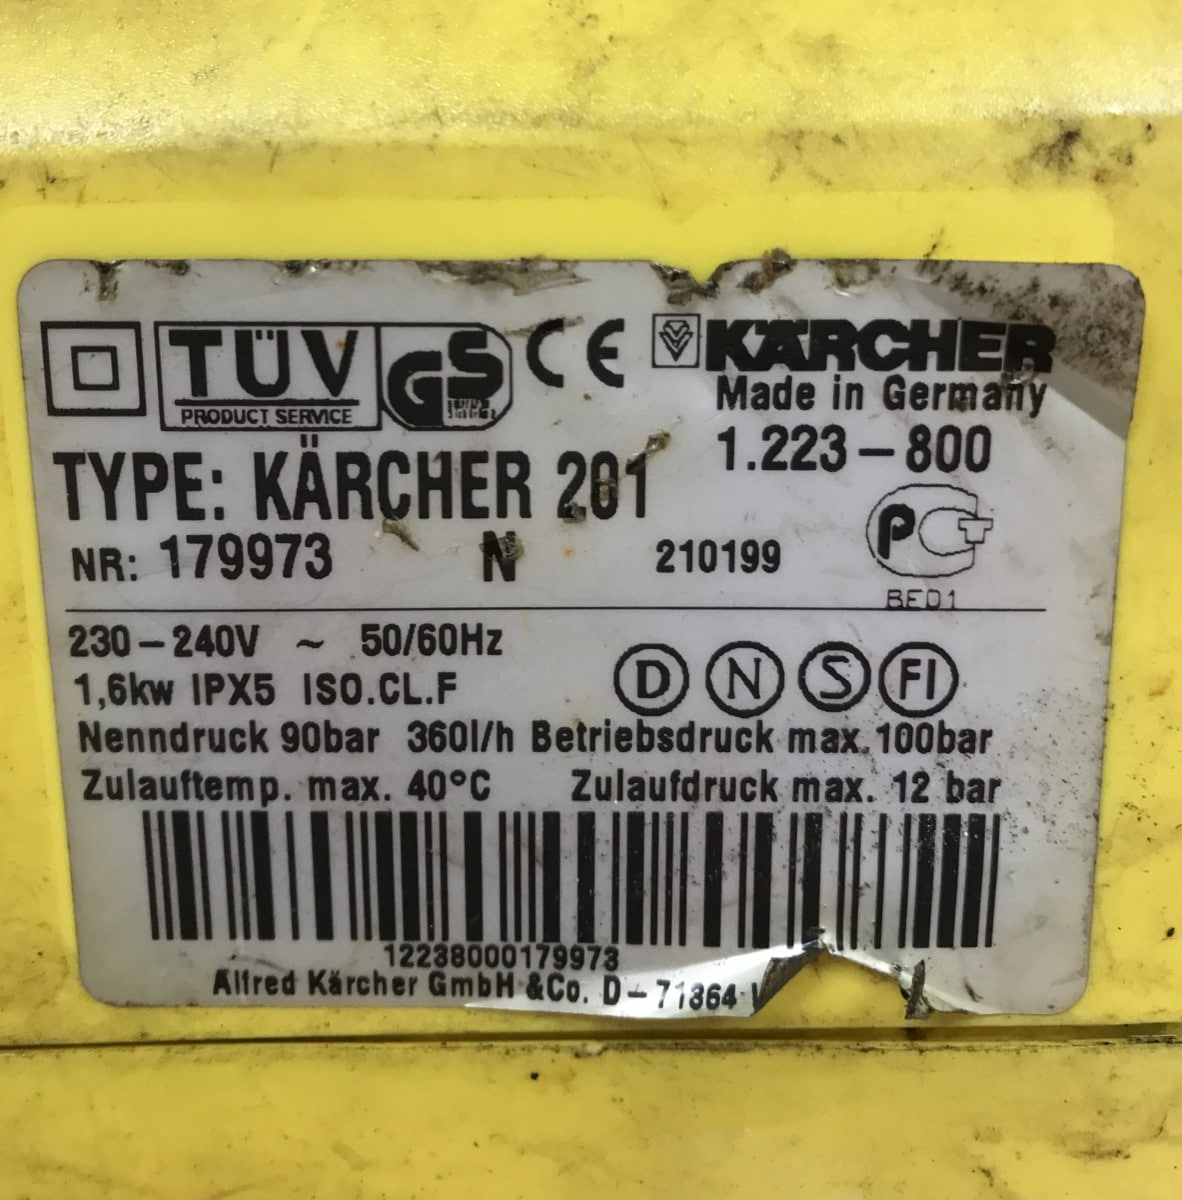 TÜV
PRODUCT SERVICE
GS
CE
KÄRCHER
Made in Germany
1.223-800
TYPE: KÄRCHER 201
NR: 179973 N 210199
PCT
BE01
230-240V ~ 50/60Hz
1,6kw IPX5 ISO.CL.F
D N S FI
Nenndruck 90bar 360l/h Betriebsdruck max.100bar
Zulauftemp. max. 40°C Zulaufdruck max. 12 bar
12238000179973
Alfred Kärcher GmbH &Co. D-71364